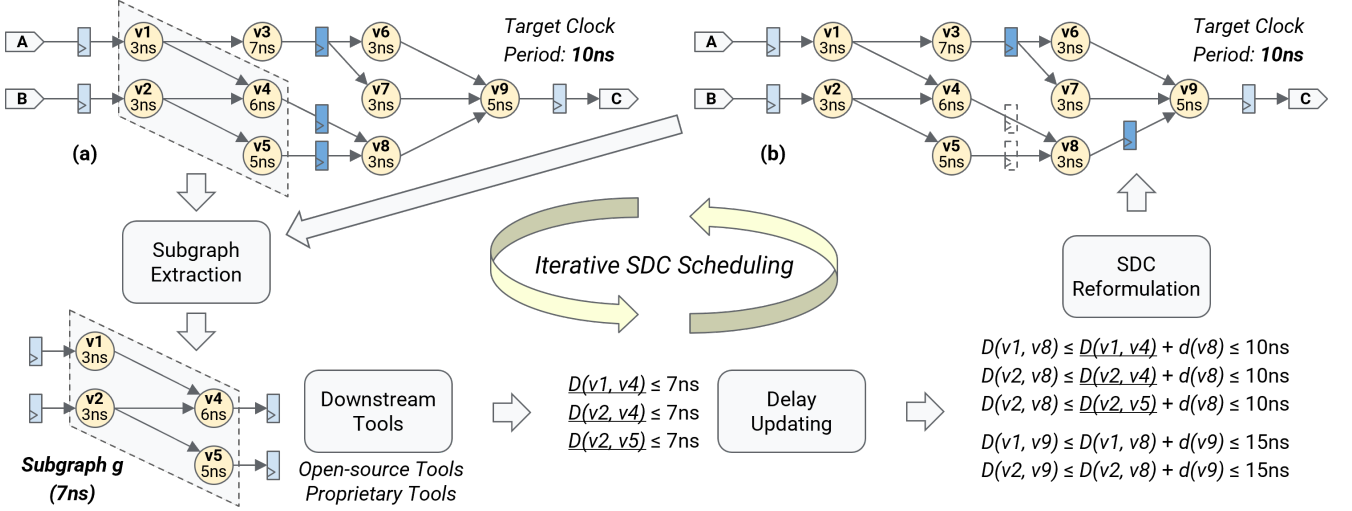 A
v1
3ns
v3
7ns
v6
3ns
Target Clock
Period: 10ns
B
v2
3ns
v4
6ns
v7
3ns
v9
5ns
C
(a)
v5
5ns
v8
3ns
A
v1
3ns
v3
7ns
v6
3ns
Target Clock
Period: 10ns
B
v2
3ns
v4
6ns
v7
3ns
v9
5ns
C
(b)
v5
5ns
v8
3ns
Subgraph
Extraction
Iterative SDC Scheduling
SDC
Reformulation
v1
3ns
v2
3ns
v4
6ns
v5
5ns
Subgraph g
(7ns)
Downstream
Tools
Open-source Tools
Proprietary Tools
D(v1, v4) ≤ 7ns
D(v2, v4) ≤ 7ns
D(v2, v5) ≤ 7ns
Delay
Updating
D(v1, v8) ≤ D(v1, v4) + d(v8) ≤ 10ns
D(v2, v8) ≤ D(v2, v4) + d(v8) ≤ 10ns
D(v2, v8) ≤ D(v2, v5) + d(v8) ≤ 10ns
D(v1, v9) ≤ D(v1, v8) + d(v9) ≤ 15ns
D(v2, v9) ≤ D(v2, v8) + d(v9) ≤ 15ns